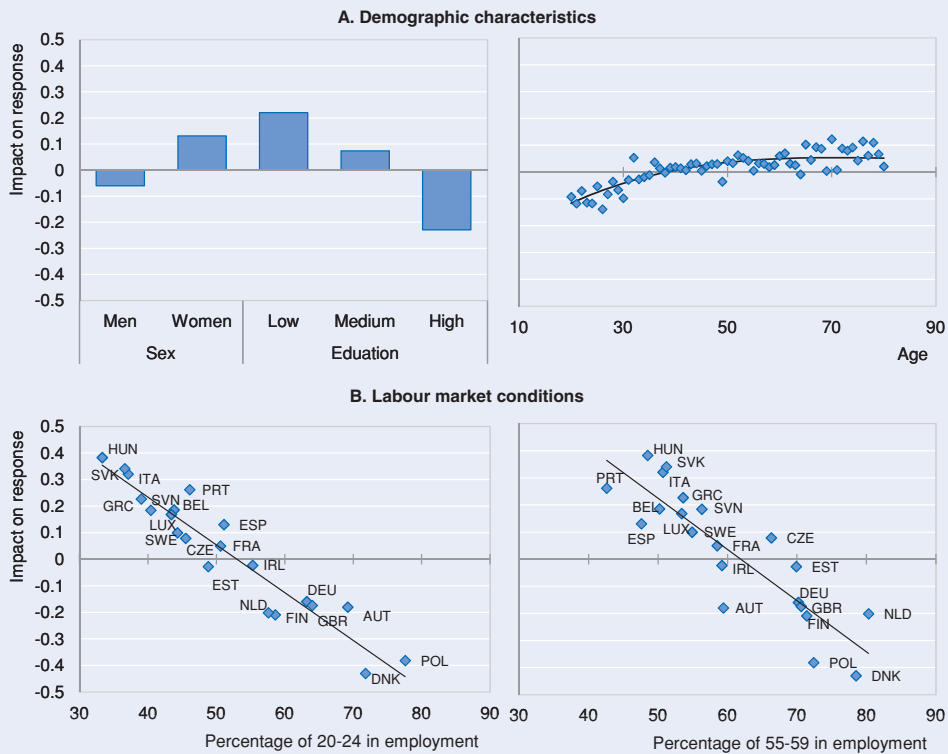 A. Demographic characteristics
Impact on response
0.5
0.4
0.3
0.2
0.1
0
-0.1
-0.2
-0.3
-0.4
-0.5
Men Women Low Medium High
Sex Eduation
10 30 50 70 90
Age
B. Labour market conditions
Impact on response
0.5
0.4
0.3
0.2
0.1
0
-0.1
-0.2
-0.3
-0.4
-0.5
HUN
SVK
ITA
PRT
GRC
SVN
BEL
LUX
ESP
SWE
CZE
FRA
IRL
EST
DEU
NLD
FIN
GBR
AUT
POL
DNK
30 40 50 60 70 80 90
Percentage of 20-24 in employment
HUN
SVK
PRT
ITA
GRC
BEL
SVN
ESP
LUX
SWE
FRA
CZE
IRL
EST
DEU
AUT
GBR
NLD
FIN
POL
DNK
30 40 50 60 70 80 90
Percentage of 55-59 in employment